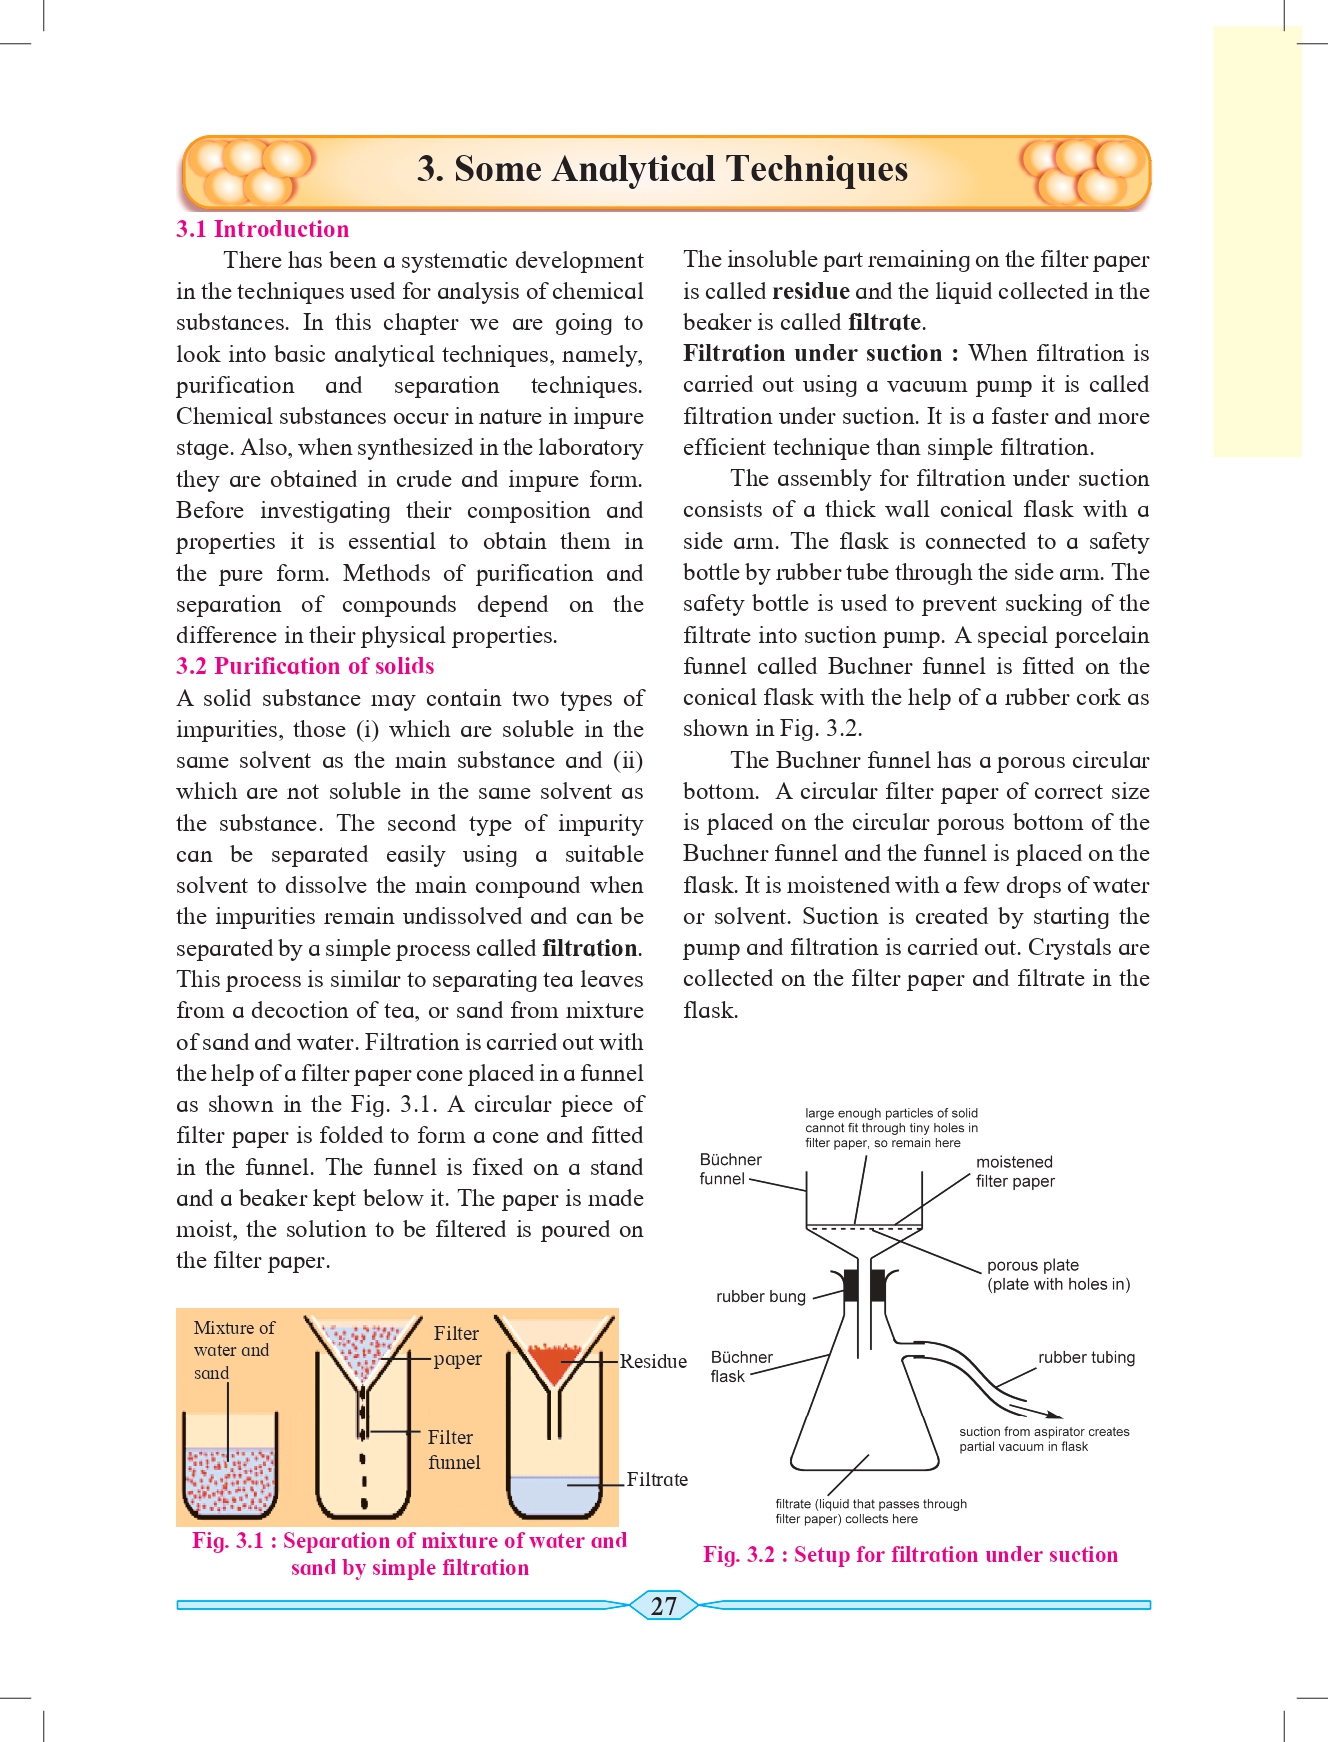 3. Some Analytical Techniques
3.1 Introduction
There has been a systematic development
in the techniques used for analysis of chemical
substances. In this chapter we are going to
look into basic analytical techniques, namely,
purification and separation techniques.
Chemical substances occur in nature in impure
stage. Also, when synthesized in the laboratory
they are obtained in crude and impure form.
Before investigating their composition and
properties it is essential to obtain them in
the pure form. Methods of purification and
separation of compounds depend on the
difference in their physical properties.
3.2 Purification of solids
A solid substance may contain two types of
impurities, those (i) which are soluble in the
same solvent as the main substance and (ii)
which are not soluble in the same solvent as
the substance. The second type of impurity
can be separated easily using a suitable
solvent to dissolve the main compound when
the impurities remain undissolved and can be
separated by a simple process called filtration.
This process is similar to separating tea leaves
from a decoction of tea, or sand from mixture
of sand and water. Filtration is carried out with
the help of a filter paper cone placed in a funnel
as shown in the Fig. 3.1. A circular piece of
filter paper is folded to form a cone and fitted
in the funnel. The funnel is fixed on a stand
and a beaker kept below it. The paper is made
moist, the solution to be filtered is poured on
the filter paper.
Mixture of
water and
sand
Filter
paper
Filter
funnel
Residue
Filtrate
Fig. 3.1 : Separation of mixture of water and
sand by simple filtration
The insoluble part remaining on the filter paper
is called residue and the liquid collected in the
beaker is called filtrate.
Filtration under suction : When filtration is
carried out using a vacuum pump it is called
filtration under suction. It is a faster and more
efficient technique than simple filtration.
The assembly for filtration under suction
consists of a thick wall conical flask with a
side arm. The flask is connected to a safety
bottle by rubber tube through the side arm. The
safety bottle is used to prevent sucking of the
filtrate into suction pump. A special porcelain
funnel called Buchner funnel is fitted on the
conical flask with the help of a rubber cork as
shown in Fig. 3.2.
The Buchner funnel has a porous circular
bottom. A circular filter paper of correct size
is placed on the circular porous bottom of the
Buchner funnel and the funnel is placed on the
flask. It is moistened with a few drops of water
or solvent. Suction is created by starting the
pump and filtration is carried out. Crystals are
collected on the filter paper and filtrate in the
flask.
large enough particles of solid
cannot fit through tiny holes in
filter paper, so remain here
Büchner
funnel
moistened
filter paper
porous plate
(plate with holes in)
rubber bung
Büchner
flask
rubber tubing
suction from aspirator creates
partial vacuum in flask
filtrate (liquid that passes through
filter paper) collects here
Fig. 3.2 : Setup for filtration under suction
27